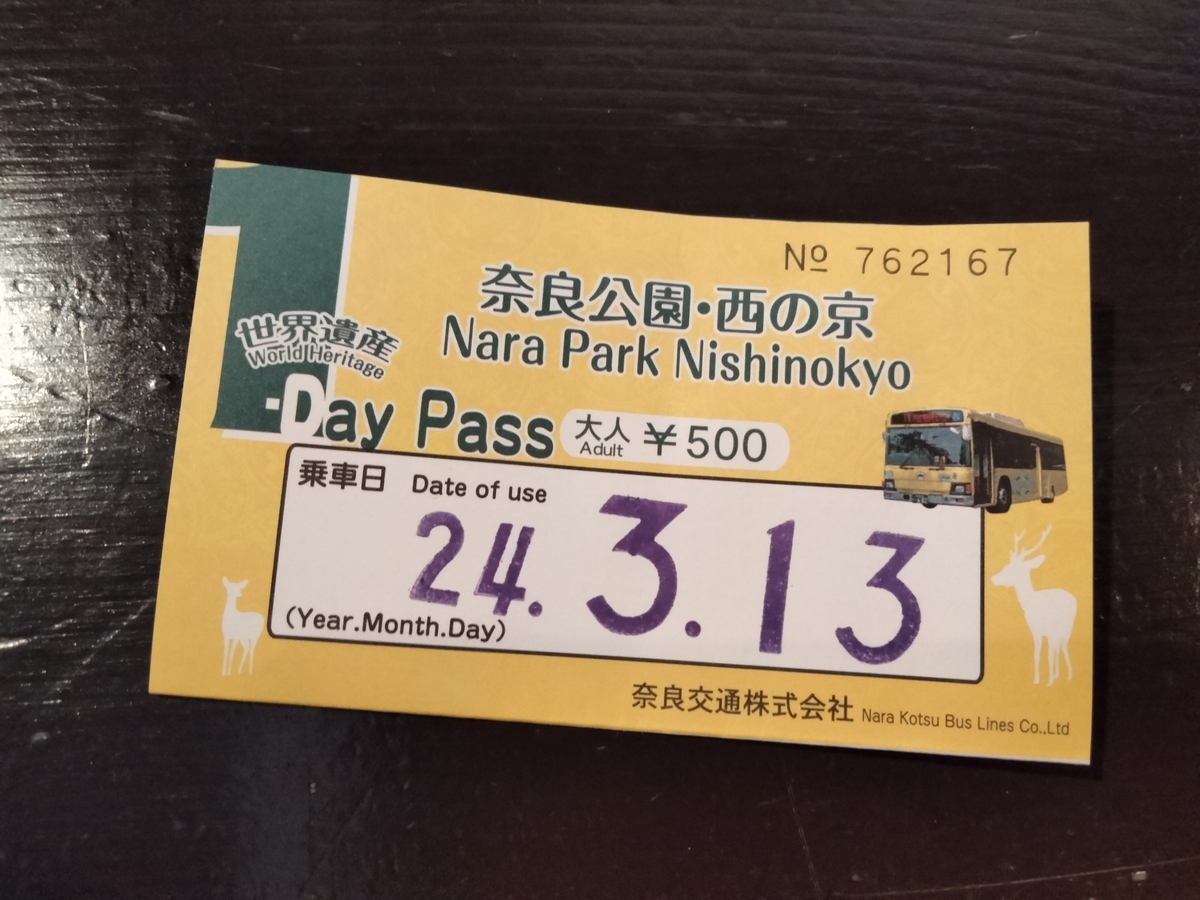 № 762167
奈良公園・西の京
Nara Park Nishinokyo
世界遺産
World Heritage
1-Day Pass
大人 ¥500
Adult
乗車日 Date of use
24. 3. 13
(Year.Month.Day)
奈良交通株式会社 Nara Kotsu Bus Lines Co.,Ltd